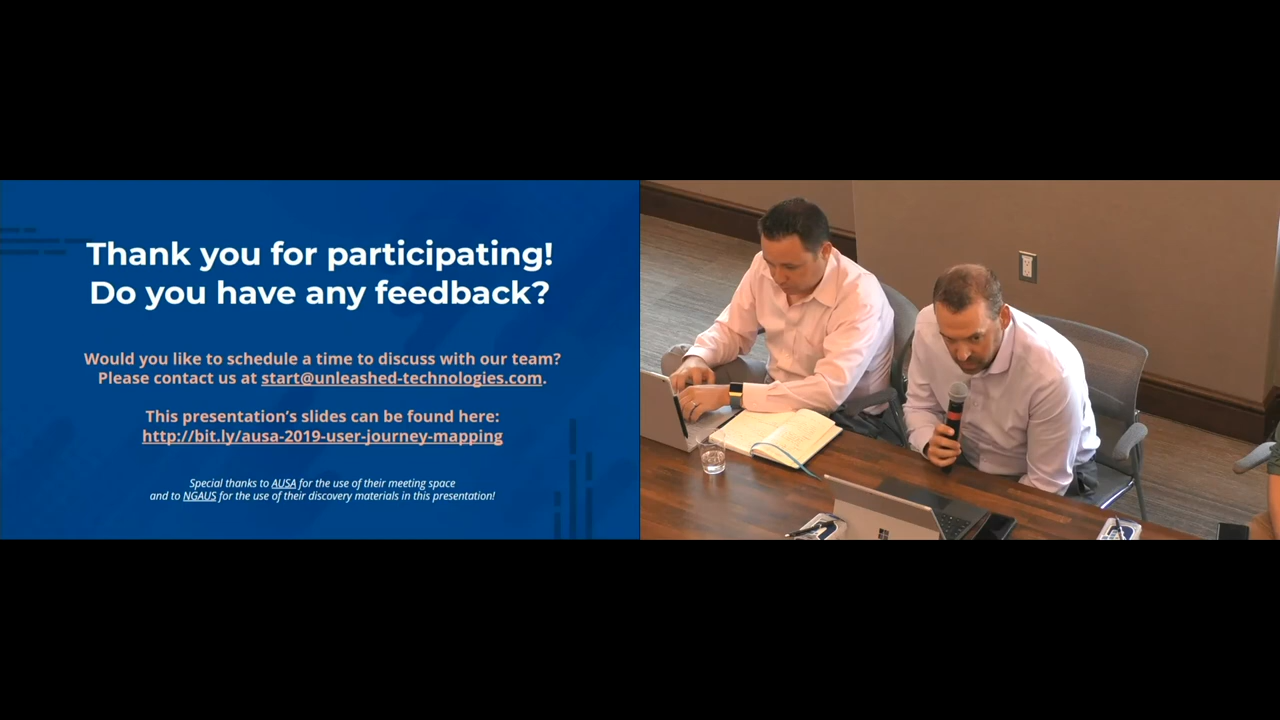 Thank you for participating!
Do you have any feedback?
Would you like to schedule a time to discuss with our team?
Please contact us at start@unleashed-technologies.com.
This presentation's slides can be found here:
http://bit.ly/ausa-2019-user-journey-mapping
Special thanks to AUSA for the use of their meeting space
and to NGAUS for the use of their discovery materials in this presentation!